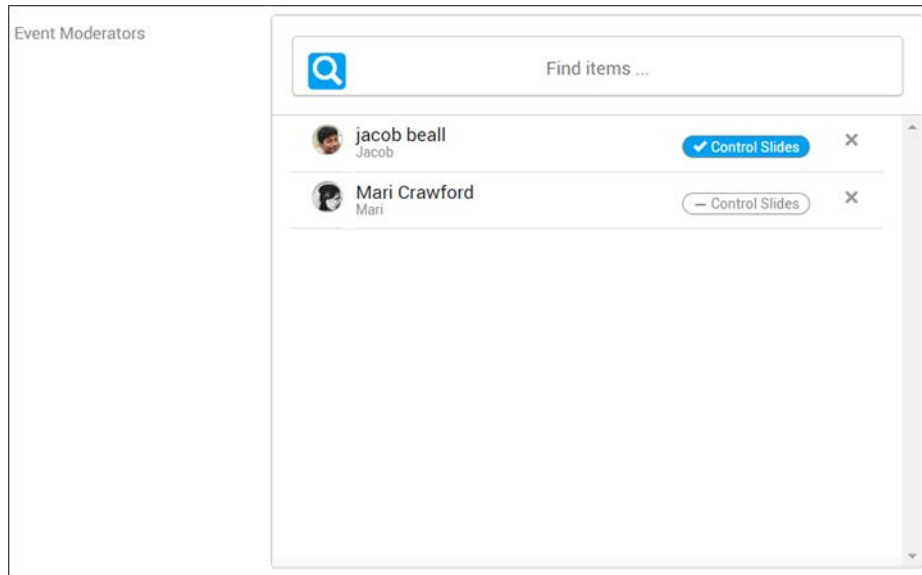 Event Moderators
Find items ...
jacob beall
Jacob
Control Slides
Mari Crawford
Mari
Control Slides